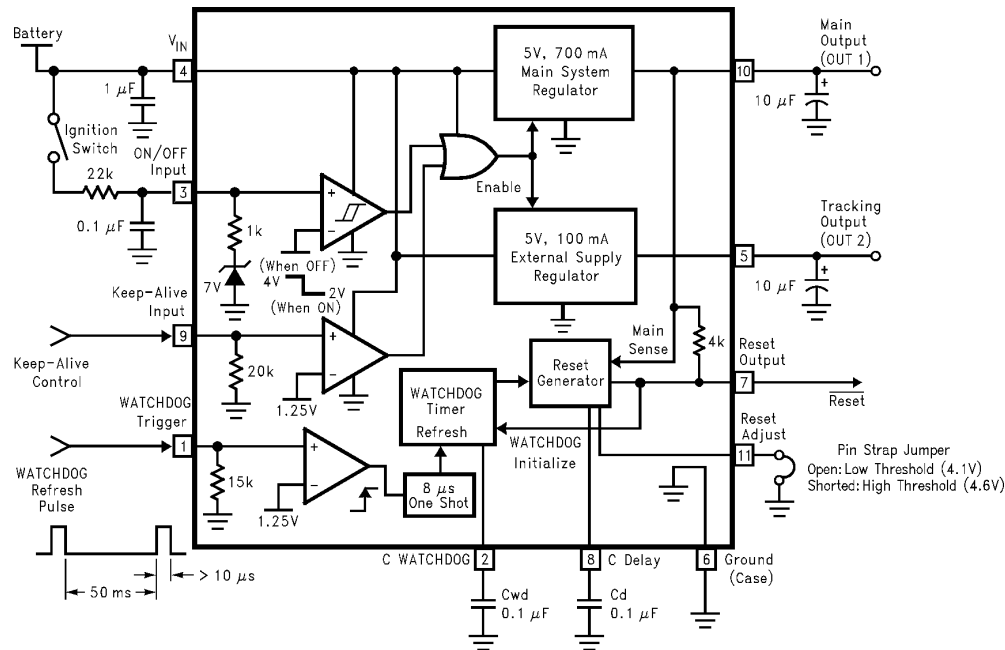 Battery
V_IN
4
1 μF
Ignition
Switch
ON/OFF
Input
22k
3
0.1 μF
1k
7V
(When OFF)
4V
2V
(When ON)
+
−
Keep-Alive
Input
9
Keep-Alive
Control
20k
1.25V
+
−
WATCHDOG
Trigger
1
WATCHDOG
Refresh
Pulse
15k
1.25V
+
−
8 μs
One Shot
> 10 μs
50 ms
5V, 700 mA
Main System
Regulator
Enable
5V, 100 mA
External Supply
Regulator
Main
Sense
Reset
Generator
WATCHDOG
Timer
Refresh
WATCHDOG
Initialize
4k
10
Main
Output
(OUT 1)
+
10 μF
Tracking
Output
(OUT 2)
5
+
10 μF
Reset
Output
7
Reset
Reset
Adjust
11
Pin Strap Jumper
Open: Low Threshold (4.1V)
Shorted: High Threshold (4.6V)
C WATCHDOG
2
8
C Delay
6
Ground
(Case)
Cwd
0.1 μF
Cd
0.1 μF